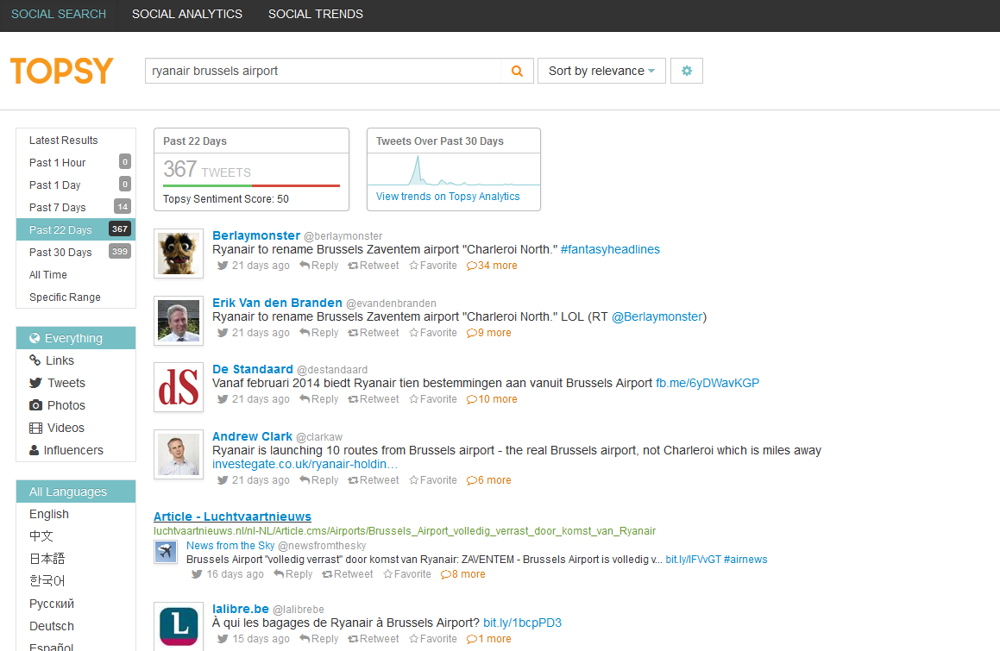 SOCIAL SEARCH SOCIAL ANALYTICS SOCIAL TRENDS
TOPSY
ryanair brussels airport
Sort by relevance
Latest Results
Past 1 Hour 0
Past 1 Day 0
Past 7 Days 14
Past 22 Days 367
Past 30 Days 399
All Time
Specific Range
Everything
Links
Tweets
Photos
Videos
Influencers
All Languages
English
中文
日本語
한국어
Русский
Deutsch
Español
Past 22 Days
367 TWEETS
Topsy Sentiment Score: 50
Tweets Over Past 30 Days
View trends on Topsy Analytics
Berlaymonster @berlaymonster
Ryanair to rename Brussels Zaventem airport "Charleroi North." #fantasyheadlines
21 days ago Reply Retweet Favorite 34 more
Erik Van den Branden @evandenbranden
Ryanair to rename Brussels Zaventem airport "Charleroi North." LOL (RT @Berlaymonster)
21 days ago Reply Retweet Favorite 9 more
dS
De Standaard @destandaard
Vanaf februari 2014 biedt Ryanair tien bestemmingen aan vanuit Brussels Airport fb.me/6yDWavKGP
21 days ago Reply Retweet Favorite 10 more
Andrew Clark @clarkaw
Ryanair is launching 10 routes from Brussels airport - the real Brussels airport, not Charleroi which is miles away
investegate.co.uk/ryanair-holdin…
21 days ago Reply Retweet Favorite 6 more
Article - Luchtvaartnieuws
luchtvaartnieuws.nl/nl-NL/Article.cms/Airports/Brussels_Airport_volledig_verrast_door_komst_van_Ryanair
News from the Sky @newsfromthesky
Brussels Airport "volledig verrast" door komst van Ryanair: ZAVENTEM - Brussels Airport is volledig v... bit.ly/IFVvGT #airnews
16 days ago Reply Retweet Favorite 8 more
L
lalibre.be @lalibrebe
À qui les bagages de Ryanair à Brussels Airport? bit.ly/1bcpPD3
15 days ago Reply Retweet Favorite 1 more